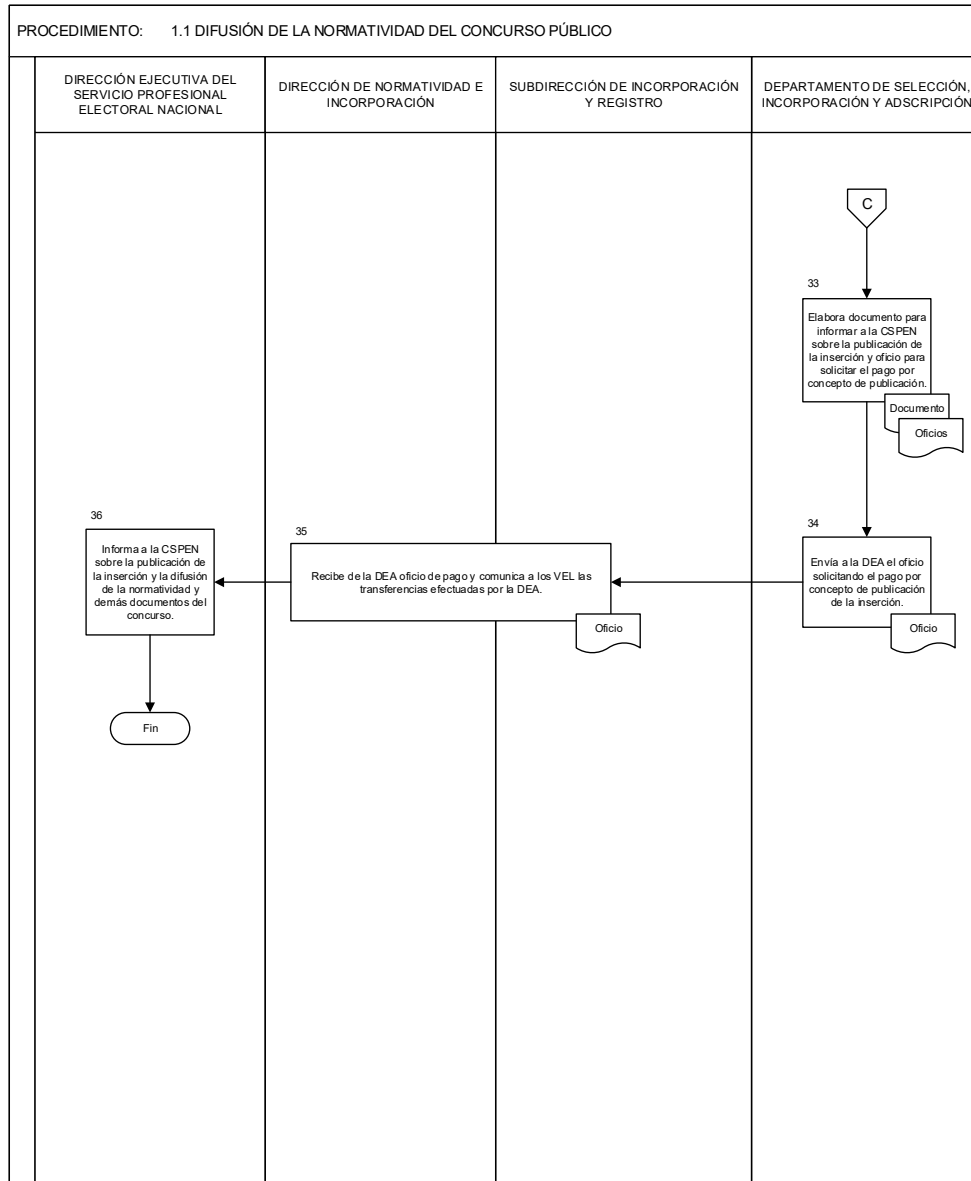 PROCEDIMIENTO: 1.1 DIFUSIÓN DE LA NORMATIVIDAD DEL CONCURSO PÚBLICO
DIRECCIÓN EJECUTIVA DEL
SERVICIO PROFESIONAL
ELECTORAL NACIONAL
DIRECCIÓN DE NORMATIVIDAD E
INCORPORACIÓN
SUBDIRECCIÓN DE INCORPORACIÓN
Y REGISTRO
DEPARTAMENTO DE SELECCIÓN,
INCORPORACIÓN Y ADSCRIPCIÓN
C
33
Elabora documento para
informar a la CSPEN
sobre la publicación de
la inserción y oficio para
solicitar el pago por
concepto de publicación.
Documento
Oficios
34
Envía a la DEA el oficio
solicitando el pago por
concepto de publicación
de la inserción.
Oficio
35
Recibe de la DEA oficio de pago y comunica a los VEL las
transferencias efectuadas por la DEA.
Oficio
36
Informa a la CSPEN
sobre la publicación de
la inserción y la difusión
de la normatividad y
demás documentos del
concurso.
Fin